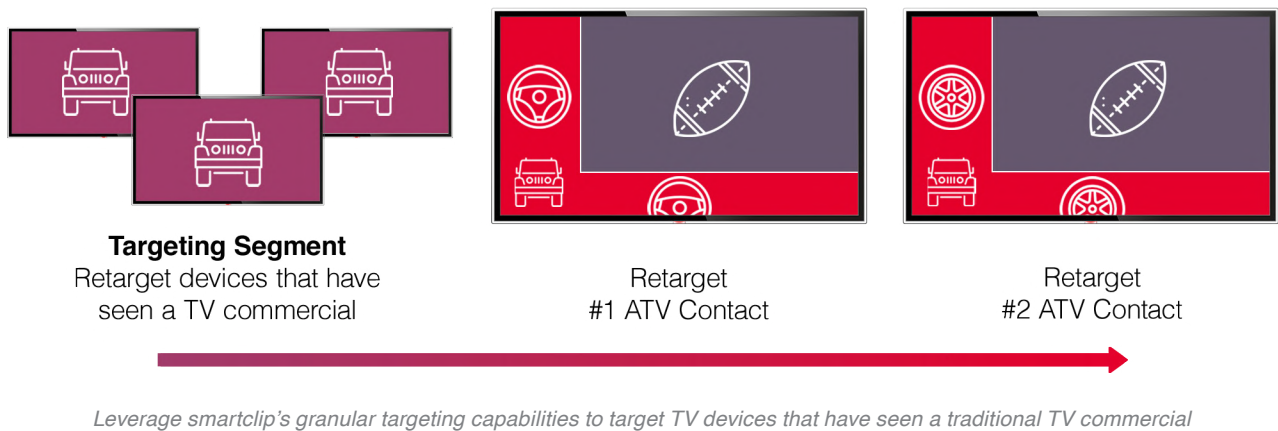 Targeting Segment
Retarget devices that have
seen a TV commercial
Retarget
#1 ATV Contact
Retarget
#2 ATV Contact
Leverage smartclip's granular targeting capabilities to target TV devices that have seen a traditional TV commercial